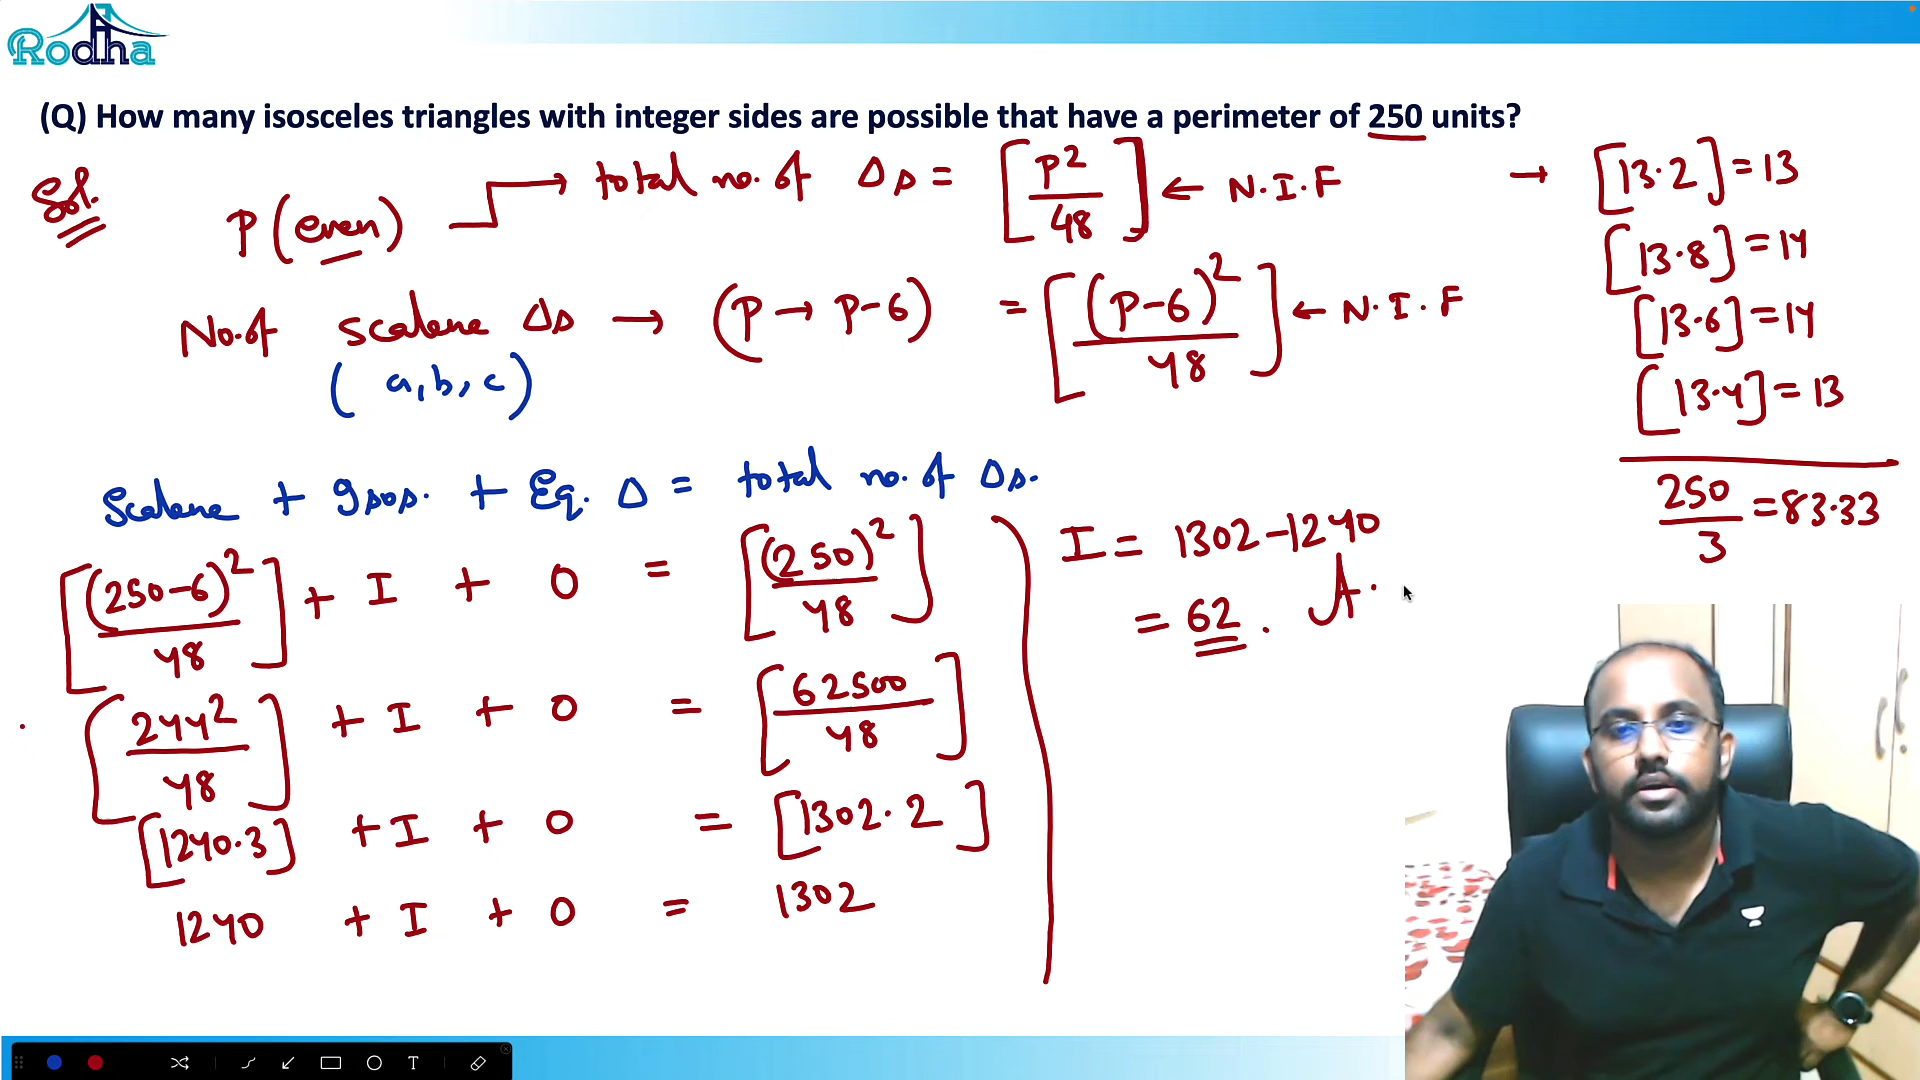 Rodha
(Q) How many isosceles triangles with integer sides are possible that have a perimeter of 250 units?
Sol.
P (even) → total no. of Δs = [P²/48] ← N.I.F
No. of scalene Δs → (P → P-6) = [(P-6)²/48] ← N.I.F
(a, b, c)
Scalene + Isos. + Eq. Δ = total no. of Δs.
[(250-6)²/48] + I + 0 = [(250)²/48]
[244²/48] + I + 0 = [62500/48]
[1240.3] + I + 0 = [1302.2]
1240 + I + 0 = 1302
I = 1302-1240
= 62. A.
→ [13.2] = 13
[13.8] = 14
[13.6] = 14
[13.4] = 13
250/3 = 83.33
T